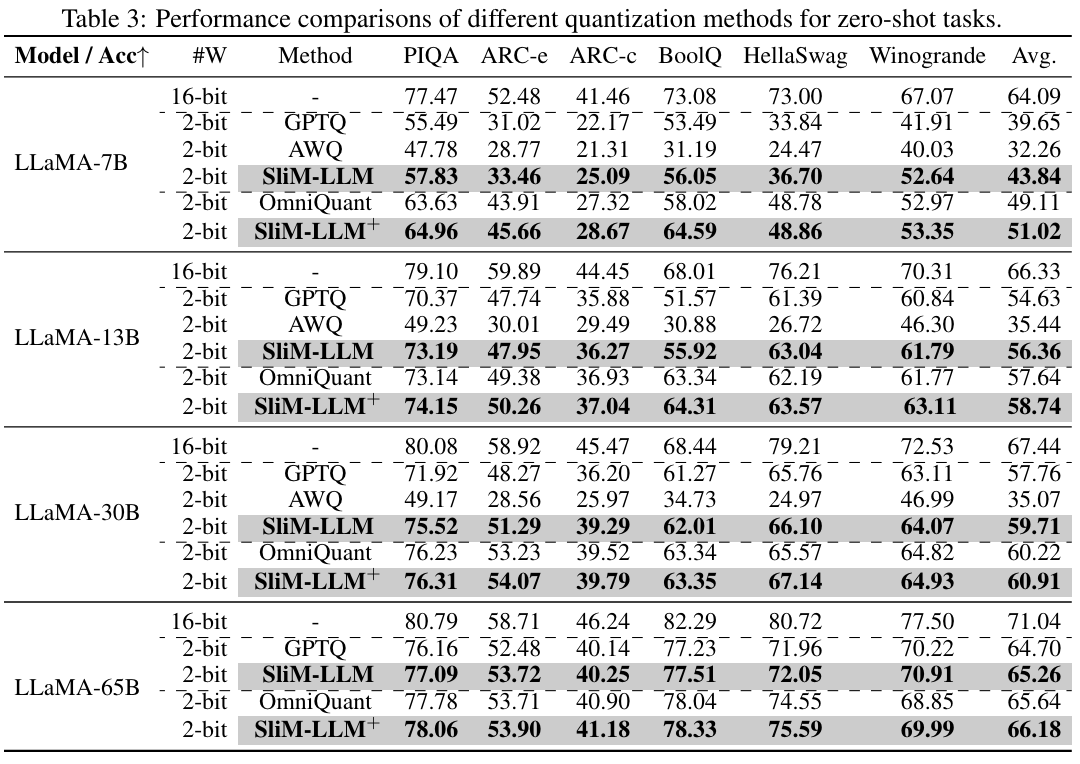 Table 3: Performance comparisons of different quantization methods for zero-shot tasks.
Model / Acc↑ #W Method PIQA ARC-e ARC-c BoolQ HellaSwag Winogrande Avg.
16-bit - 77.47 52.48 41.46 73.08 73.00 67.07 64.09
2-bit GPTQ 55.49 31.02 22.17 53.49 33.84 41.91 39.65
2-bit AWQ 47.78 28.77 21.31 31.19 24.47 40.03 32.26
LLaMA-7B
2-bit SliM-LLM 57.83 33.46 25.09 56.05 36.70 52.64 43.84
2-bit OmniQuant 63.63 43.91 27.32 58.02 48.78 52.97 49.11
2-bit SliM-LLM+ 64.96 45.66 28.67 64.59 48.86 53.35 51.02
16-bit - 79.10 59.89 44.45 68.01 76.21 70.31 66.33
2-bit GPTQ 70.37 47.74 35.88 51.57 61.39 60.84 54.63
2-bit AWQ 49.23 30.01 29.49 30.88 26.72 46.30 35.44
LLaMA-13B
2-bit SliM-LLM 73.19 47.95 36.27 55.92 63.04 61.79 56.36
2-bit OmniQuant 73.14 49.38 36.93 63.34 62.19 61.77 57.64
2-bit SliM-LLM+ 74.15 50.26 37.04 64.31 63.57 63.11 58.74
16-bit - 80.08 58.92 45.47 68.44 79.21 72.53 67.44
2-bit GPTQ 71.92 48.27 36.20 61.27 65.76 63.11 57.76
2-bit AWQ 49.17 28.56 25.97 34.73 24.97 46.99 35.07
LLaMA-30B
2-bit SliM-LLM 75.52 51.29 39.29 62.01 66.10 64.07 59.71
2-bit OmniQuant 76.23 53.23 39.52 63.34 65.57 64.82 60.22
2-bit SliM-LLM+ 76.31 54.07 39.79 63.35 67.14 64.93 60.91
16-bit - 80.79 58.71 46.24 82.29 80.72 77.50 71.04
2-bit GPTQ 76.16 52.48 40.14 77.23 71.96 70.22 64.70
2-bit SliM-LLM 77.09 53.72 40.25 77.51 72.05 70.91 65.26
LLaMA-65B
2-bit OmniQuant 77.78 53.71 40.90 78.04 74.55 68.85 65.64
2-bit SliM-LLM+ 78.06 53.90 41.18 78.33 75.59 69.99 66.18